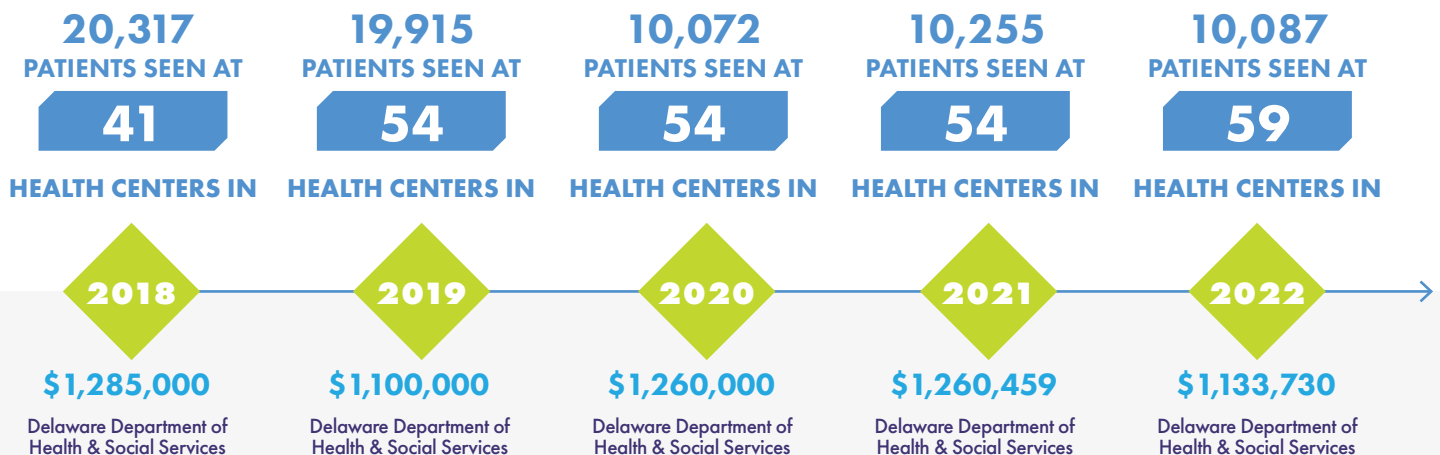 20,317
PATIENTS SEEN AT
41
HEALTH CENTERS IN
2018
$1,285,000
Delaware Department of
Health & Social Services
19,915
PATIENTS SEEN AT
54
HEALTH CENTERS IN
2019
$1,100,000
Delaware Department of
Health & Social Services
10,072
PATIENTS SEEN AT
54
HEALTH CENTERS IN
2020
$1,260,000
Delaware Department of
Health & Social Services
10,255
PATIENTS SEEN AT
54
HEALTH CENTERS IN
2021
$1,260,459
Delaware Department of
Health & Social Services
10,087
PATIENTS SEEN AT
59
HEALTH CENTERS IN
2022
$1,133,730
Delaware Department of
Health & Social Services